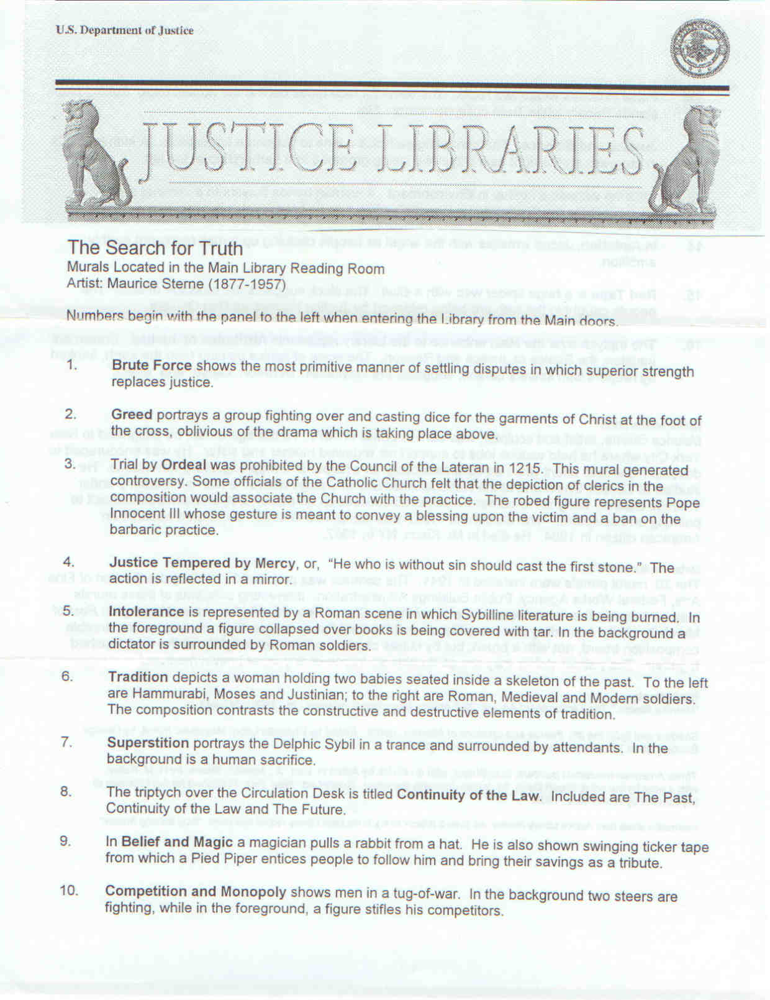 U.S. Department of Justice
JUSTICE LIBRARIES
The Search for Truth
Murals Located in the Main Library Reading Room
Artist: Maurice Sterne (1877-1957)
Numbers begin with the panel to the left when entering the Library from the Main doors.
1. Brute Force shows the most primitive manner of settling disputes in which superior strength
replaces justice.
2. Greed portrays a group fighting over and casting dice for the garments of Christ at the foot of
the cross, oblivious of the drama which is taking place above.
3. Trial by Ordeal was prohibited by the Council of the Lateran in 1215. This mural generated
controversy. Some officials of the Catholic Church felt that the depiction of clerics in the
composition would associate the Church with the practice. The robed figure represents Pope
Innocent III whose gesture is meant to convey a blessing upon the victim and a ban on the
barbaric practice.
4. Justice Tempered by Mercy, or, “He who is without sin should cast the first stone.” The
action is reflected in a mirror.
5. Intolerance is represented by a Roman scene in which Sybilline literature is being burned. In
the foreground a figure collapsed over books is being covered with tar. In the background a
dictator is surrounded by Roman soldiers.
6. Tradition depicts a woman holding two babies seated inside a skeleton of the past. To the left
are Hammurabi, Moses and Justinian; to the right are Roman, Medieval and Modern soldiers.
The composition contrasts the constructive and destructive elements of tradition.
7. Superstition portrays the Delphic Sybil in a trance and surrounded by attendants. In the
background is a human sacrifice.
8. The triptych over the Circulation Desk is titled Continuity of the Law. Included are The Past,
Continuity of the Law and The Future.
9. In Belief and Magic a magician pulls a rabbit from a hat. He is also shown swinging ticker tape
from which a Pied Piper entices people to follow him and bring their savings as a tribute.
10. Competition and Monopoly shows men in a tug-of-war. In the background two steers are
fighting, while in the foreground, a figure stifles his competitors.